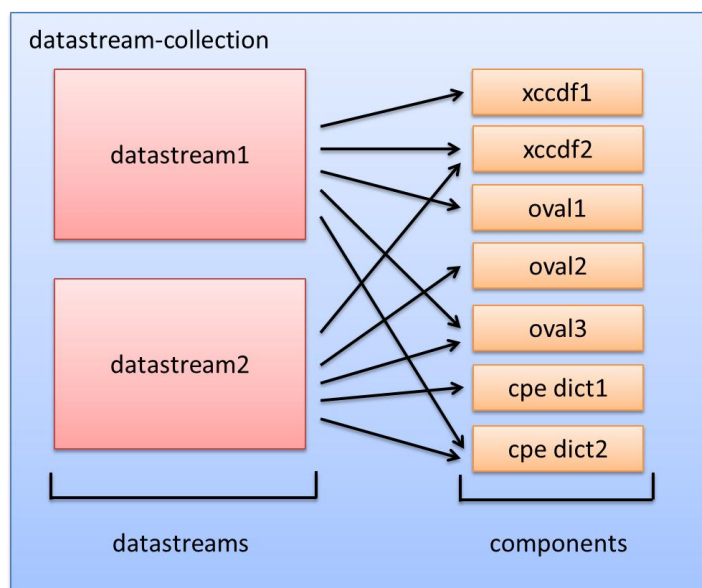 datastream-collection
datastream1
datastream2
xccdf1
xccdf2
oval1
oval2
oval3
cpe dict1
cpe dict2
datastreams
components